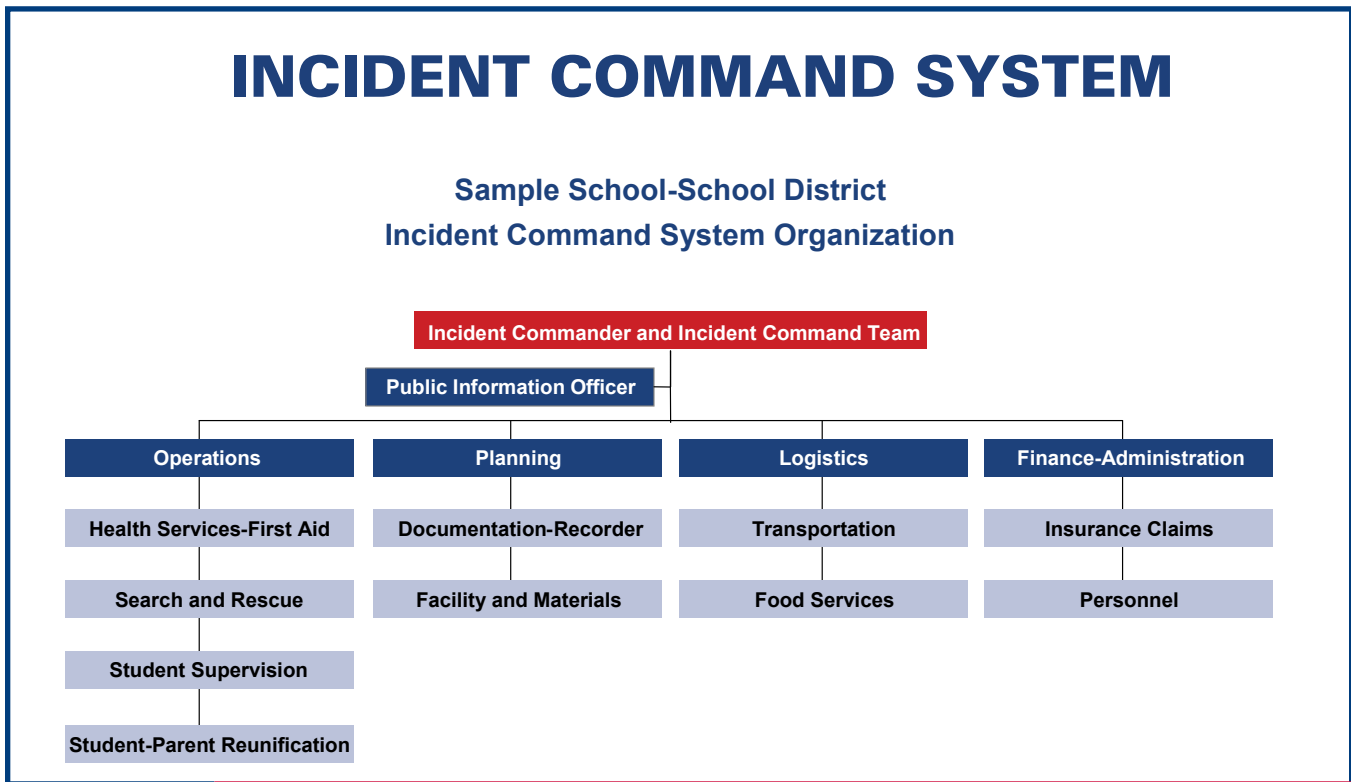 INCIDENT COMMAND SYSTEM
Sample School-School District
Incident Command System Organization
Incident Commander and Incident Command Team
Public Information Officer
Operations
Planning
Logistics
Finance-Administration
Health Services-First Aid
Documentation-Recorder
Transportation
Insurance Claims
Search and Rescue
Facility and Materials
Food Services
Personnel
Student Supervision
Student-Parent Reunification